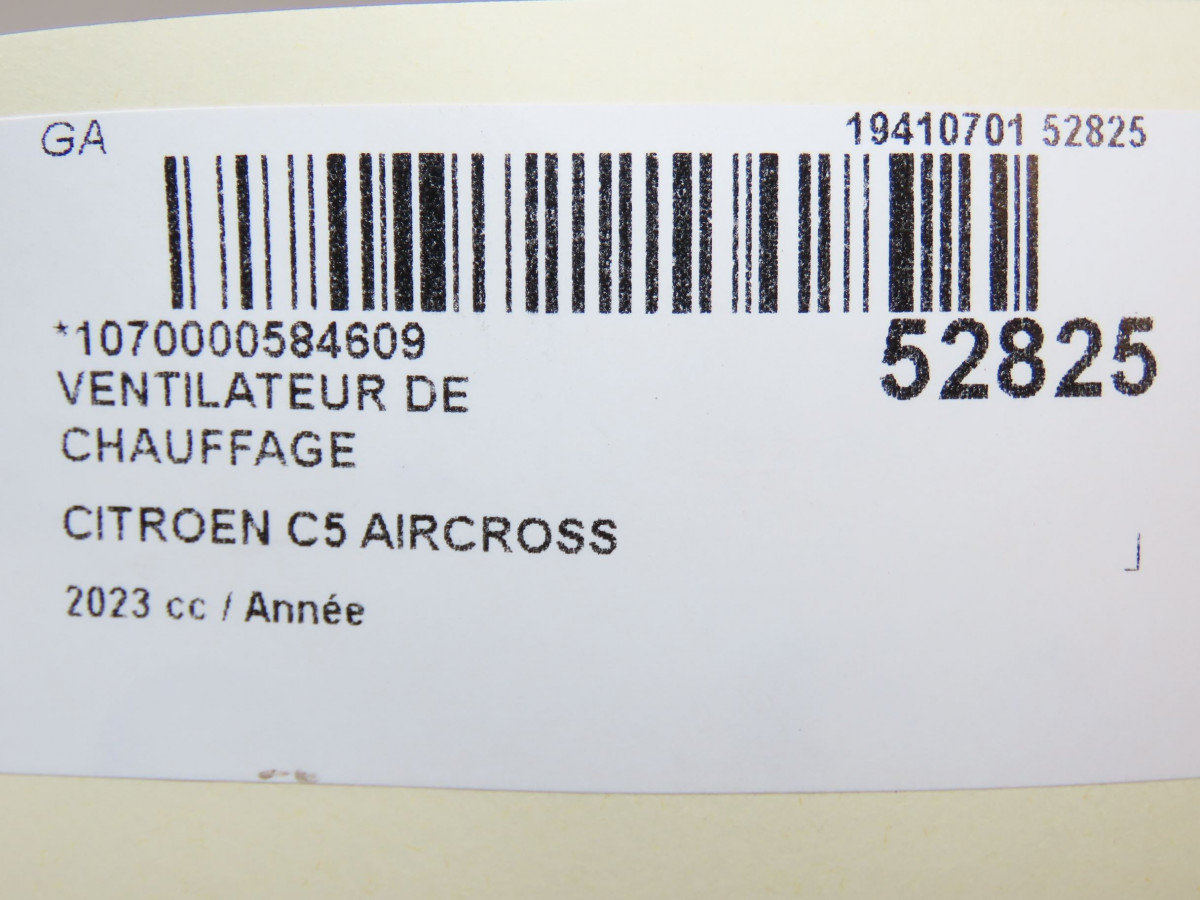 GA
19410701 52825
*1070000584609
52825
VENTILATEUR DE
CHAUFFAGE
CITROEN C5 AIRCROSS
2023 cc / Année